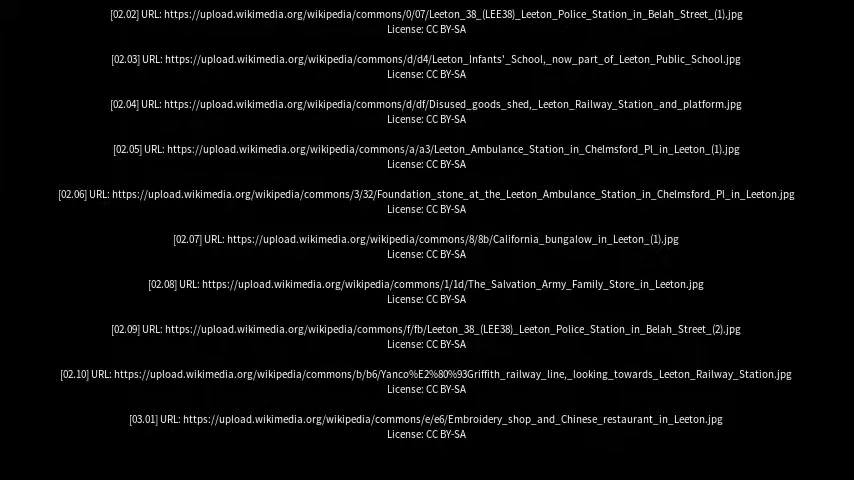 [02.02] URL: https://upload.wikimedia.org/wikipedia/commons/0/07/Leeton_38_(LEE38)_Leeton_Police_Station_in_Belah_Street_(1).jpg
License: CC BY-SA
[02.03] URL: https://upload.wikimedia.org/wikipedia/commons/d/d4/Leeton_Infants'_School,_now_part_of_Leeton_Public_School.jpg
License: CC BY-SA
[02.04] URL: https://upload.wikimedia.org/wikipedia/commons/d/df/Disused_goods_shed,_Leeton_Railway_Station_and_platform.jpg
License: CC BY-SA
[02.05] URL: https://upload.wikimedia.org/wikipedia/commons/a/a3/Leeton_Ambulance_Station_in_Chelmsford_Pl_in_Leeton_(1).jpg
License: CC BY-SA
[02.06] URL: https://upload.wikimedia.org/wikipedia/commons/3/32/Foundation_stone_at_the_Leeton_Ambulance_Station_in_Chelmsford_Pl_in_Leeton.jpg
License: CC BY-SA
[02.07] URL: https://upload.wikimedia.org/wikipedia/commons/8/8b/California_bungalow_in_Leeton_(1).jpg
License: CC BY-SA
[02.08] URL: https://upload.wikimedia.org/wikipedia/commons/1/1d/The_Salvation_Army_Family_Store_in_Leeton.jpg
License: CC BY-SA
[02.09] URL: https://upload.wikimedia.org/wikipedia/commons/f/fb/Leeton_38_(LEE38)_Leeton_Police_Station_in_Belah_Street_(2).jpg
License: CC BY-SA
[02.10] URL: https://upload.wikimedia.org/wikipedia/commons/b/b6/Yanco%E2%80%93Griffith_railway_line,_looking_towards_Leeton_Railway_Station.jpg
License: CC BY-SA
[03.01] URL: https://upload.wikimedia.org/wikipedia/commons/e/e6/Embroidery_shop_and_Chinese_restaurant_in_Leeton.jpg
License: CC BY-SA